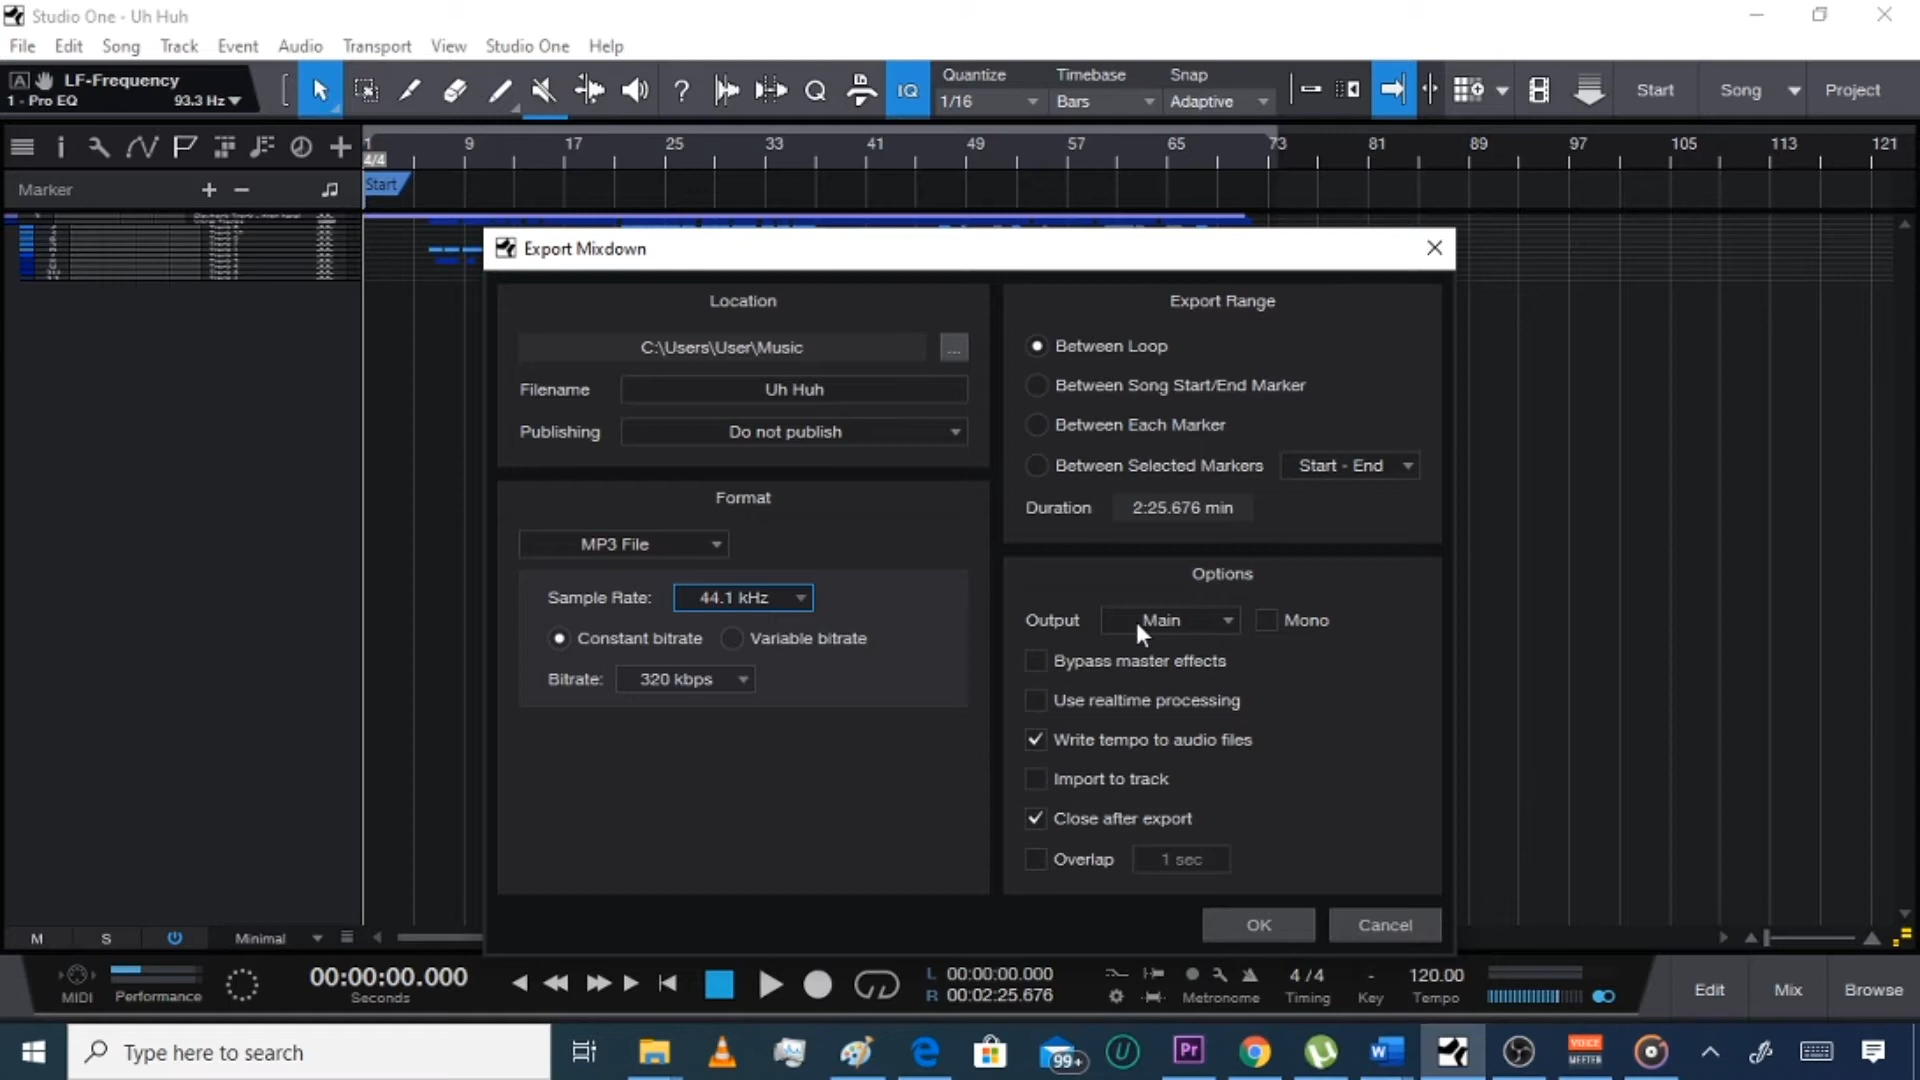 Studio One - Uh Huh
File Edit Song Track Event Audio Transport View Studio One Help
A LF-Frequency
1 - Pro EQ 93.3 Hz
Quantize Timebase Snap
1/16 Bars Adaptive
IQ
Start Song Project
1 9 17 25 33 41 49 57 65 73 81 89 97 105 113 121
4/4
Marker
Start
Export Mixdown
Location
C:\Users\User\Music
...
Filename Uh Huh
Publishing Do not publish
Format
MP3 File
Sample Rate: 44.1 kHz
Constant bitrate Variable bitrate
Bitrate: 320 kbps
Export Range
Between Loop
Between Song Start/End Marker
Between Each Marker
Between Selected Markers Start - End
Duration 2:25.676 min
Options
Output Main Mono
Bypass master effects
Use realtime processing
Write tempo to audio files
Import to track
Close after export
Overlap 1 sec
OK Cancel
M S Minimal
MIDI Performance
00:00:00.000
Seconds
L 00:00:00.000
R 00:02:25.676
Metronome
4/4
Timing
-
Key
120.00
Tempo
Edit Mix Browse
Type here to search
99+
Pr
VOICE
MEETER